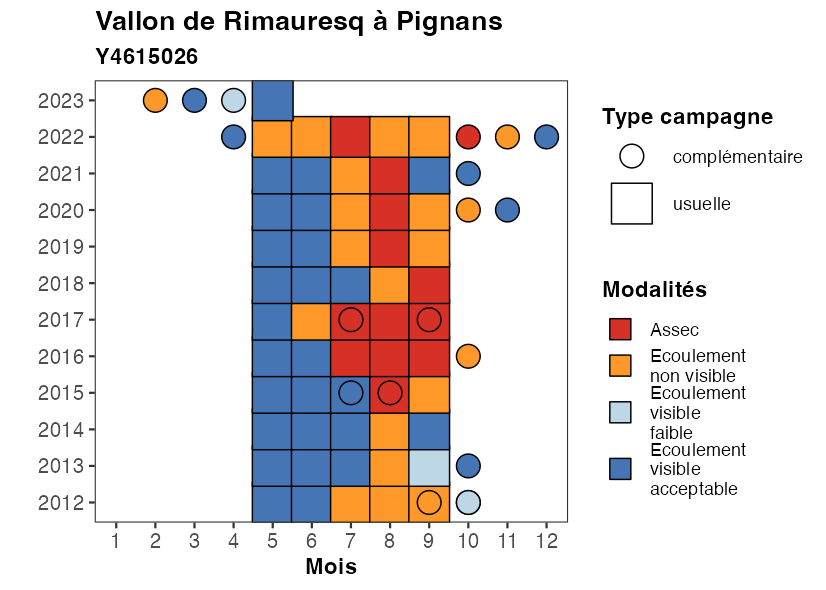 Vallon de Rimauresq à Pignans
Y4615026
2023
2022
2021
2020
2019
2018
2017
2016
2015
2014
2013
2012
1 2 3 4 5 6 7 8 9 10 11 12
Mois
Type campagne
complémentaire
usuelle
Modalités
Assec
Ecoulement
non visible
Ecoulement
visible
faible
Ecoulement
visible
acceptable